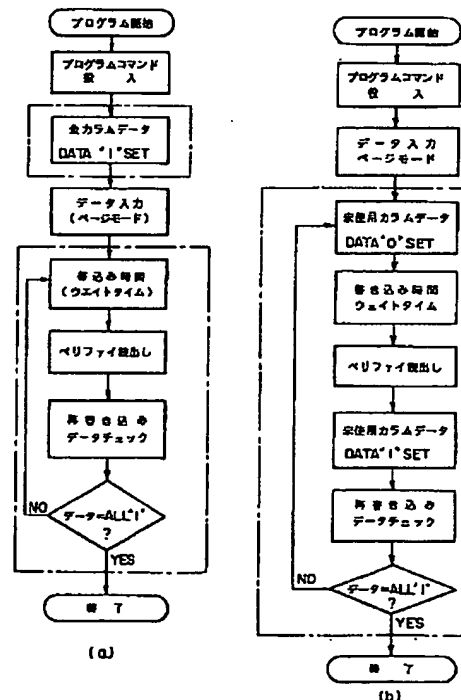 プログラム開始
プログラムコマンド
投 入
全カラムデータ
DATA "1" SET
データ入力
(ページモード)
書込み時間
(ウエイトタイム)
ベリファイ読出し
再書き込み
データチェック
データ=ALL"1"
?
NO
YES
終 了
(a)
プログラム開始
プログラムコマンド
投 入
データ入力
ページモード
未使用カラムデータ
DATA"0" SET
書き込み時間
ウェイトタイム
ベリファイ読出し
未使用カラムデータ
DATA"1" SET
再書き込み
データチェック
データ=ALL"1"
?
NO
YES
終 了
(b)